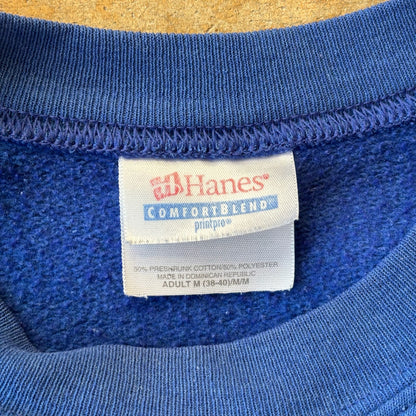 Hanes®
COMFORTBLEND®
printpro®
50% PRESHRUNK COTTON/50% POLYESTER
MADE IN DOMINICAN REPUBLIC
ADULT M (38-40)/M/M